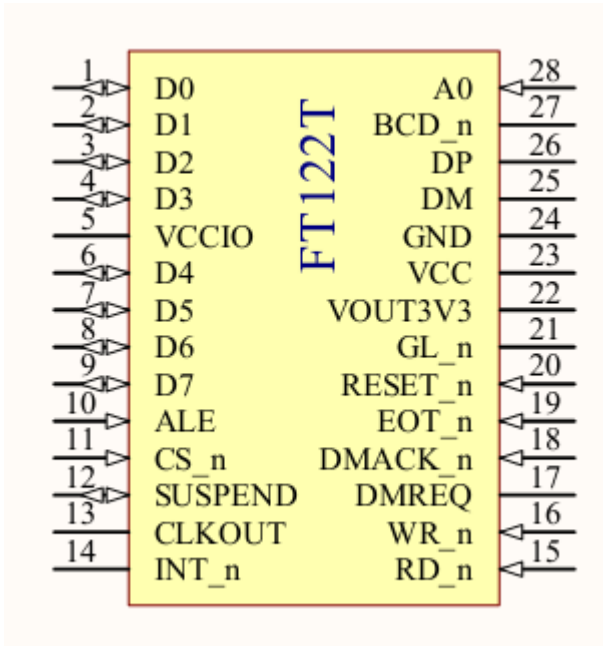 1 D0 A0 28
2 D1 BCD_n 27
3 D2 DP 26
4 D3 DM 25
5 VCCIO GND 24
6 D4 VCC 23
7 D5 VOUT3V3 22
8 D6 GL_n 21
9 D7 RESET_n 20
10 ALE EOT_n 19
11 CS_n DMACK_n 18
12 SUSPEND DMREQ 17
13 CLKOUT WR_n 16
14 INT_n RD_n 15
FT122T